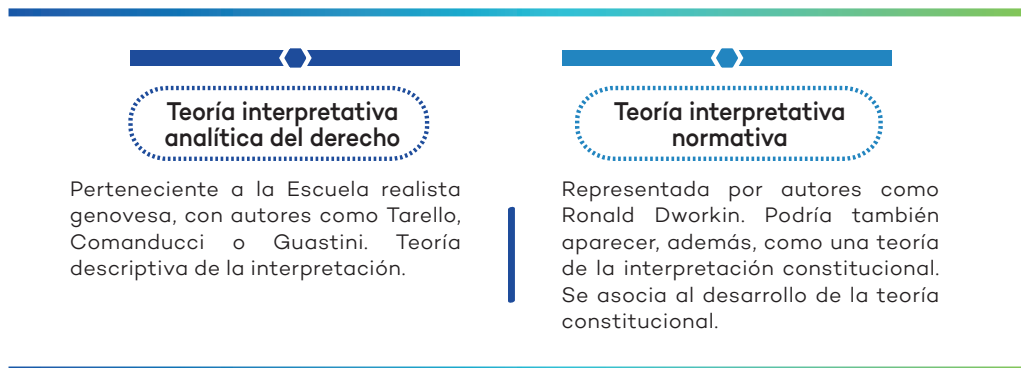 Teoría interpretativa
analítica del derecho
Perteneciente a la Escuela realista
genovesa, con autores como Tarello,
Comanducci o Guastini. Teoría
descriptiva de la interpretación.
Teoría interpretativa
normativa
Representada por autores como
Ronald Dworkin. Podría también
aparecer, además, como una teoría
de la interpretación constitucional.
Se asocia al desarrollo de la teoría
constitucional.